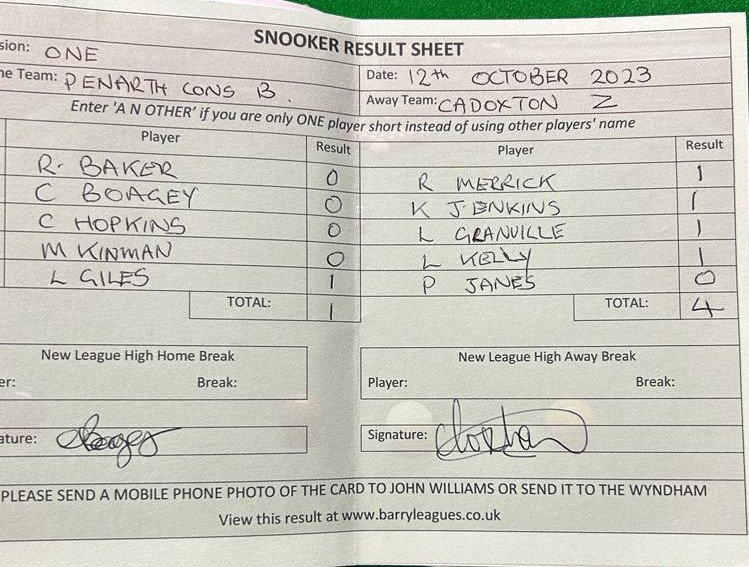 SNOOKER RESULT SHEET
sion: ONE
ne Team: PENARTH CONS B.
Date: 12th OCTOBER 2023
Away Team: CADOXTON Z
Enter 'A N OTHER' if you are only ONE player short instead of using other players' name
Player Result Player Result
R. BAKER 0 R MERRICK 1
C BOAGEY 0 K JENKINS 1
C HOPKINS 0 L GRANVILLE 1
M KINMAN 0 L KELLY 1
L GILES 1 P JANES 0
TOTAL: 1 TOTAL: 4
New League High Home Break New League High Away Break
er: Break: Player: Break:
ature: Signature:
PLEASE SEND A MOBILE PHONE PHOTO OF THE CARD TO JOHN WILLIAMS OR SEND IT TO THE WYNDHAM
View this result at www.barryleagues.co.uk